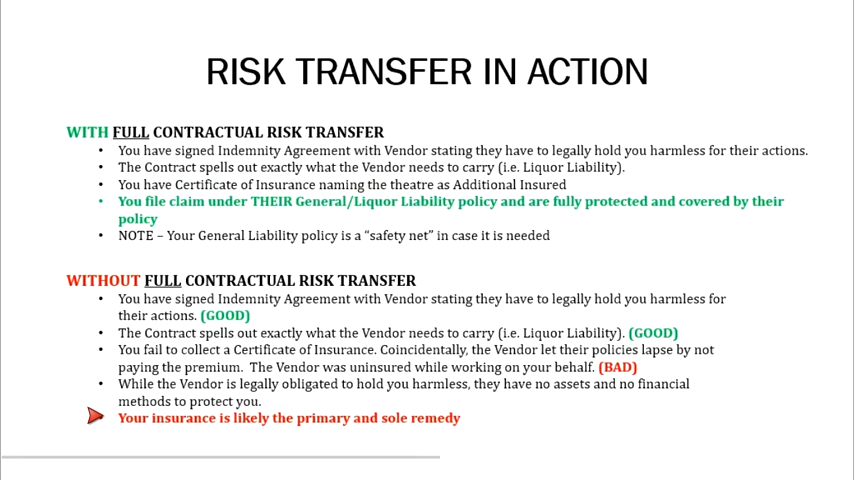 RISK TRANSFER IN ACTION
WITH FULL CONTRACTUAL RISK TRANSFER
• You have signed Indemnity Agreement with Vendor stating they have to legally hold you harmless for their actions.
• The Contract spells out exactly what the Vendor needs to carry (i.e. Liquor Liability).
• You have Certificate of Insurance naming the theatre as Additional Insured
• You file claim under THEIR General/Liquor Liability policy and are fully protected and covered by their
policy
• NOTE – Your General Liability policy is a “safety net” in case it is needed
WITHOUT FULL CONTRACTUAL RISK TRANSFER
• You have signed Indemnity Agreement with Vendor stating they have to legally hold you harmless for
their actions. (GOOD)
• The Contract spells out exactly what the Vendor needs to carry (i.e. Liquor Liability). (GOOD)
• You fail to collect a Certificate of Insurance. Coincidentally, the Vendor let their policies lapse by not
paying the premium. The Vendor was uninsured while working on your behalf. (BAD)
• While the Vendor is legally obligated to hold you harmless, they have no assets and no financial
methods to protect you.
Your insurance is likely the primary and sole remedy